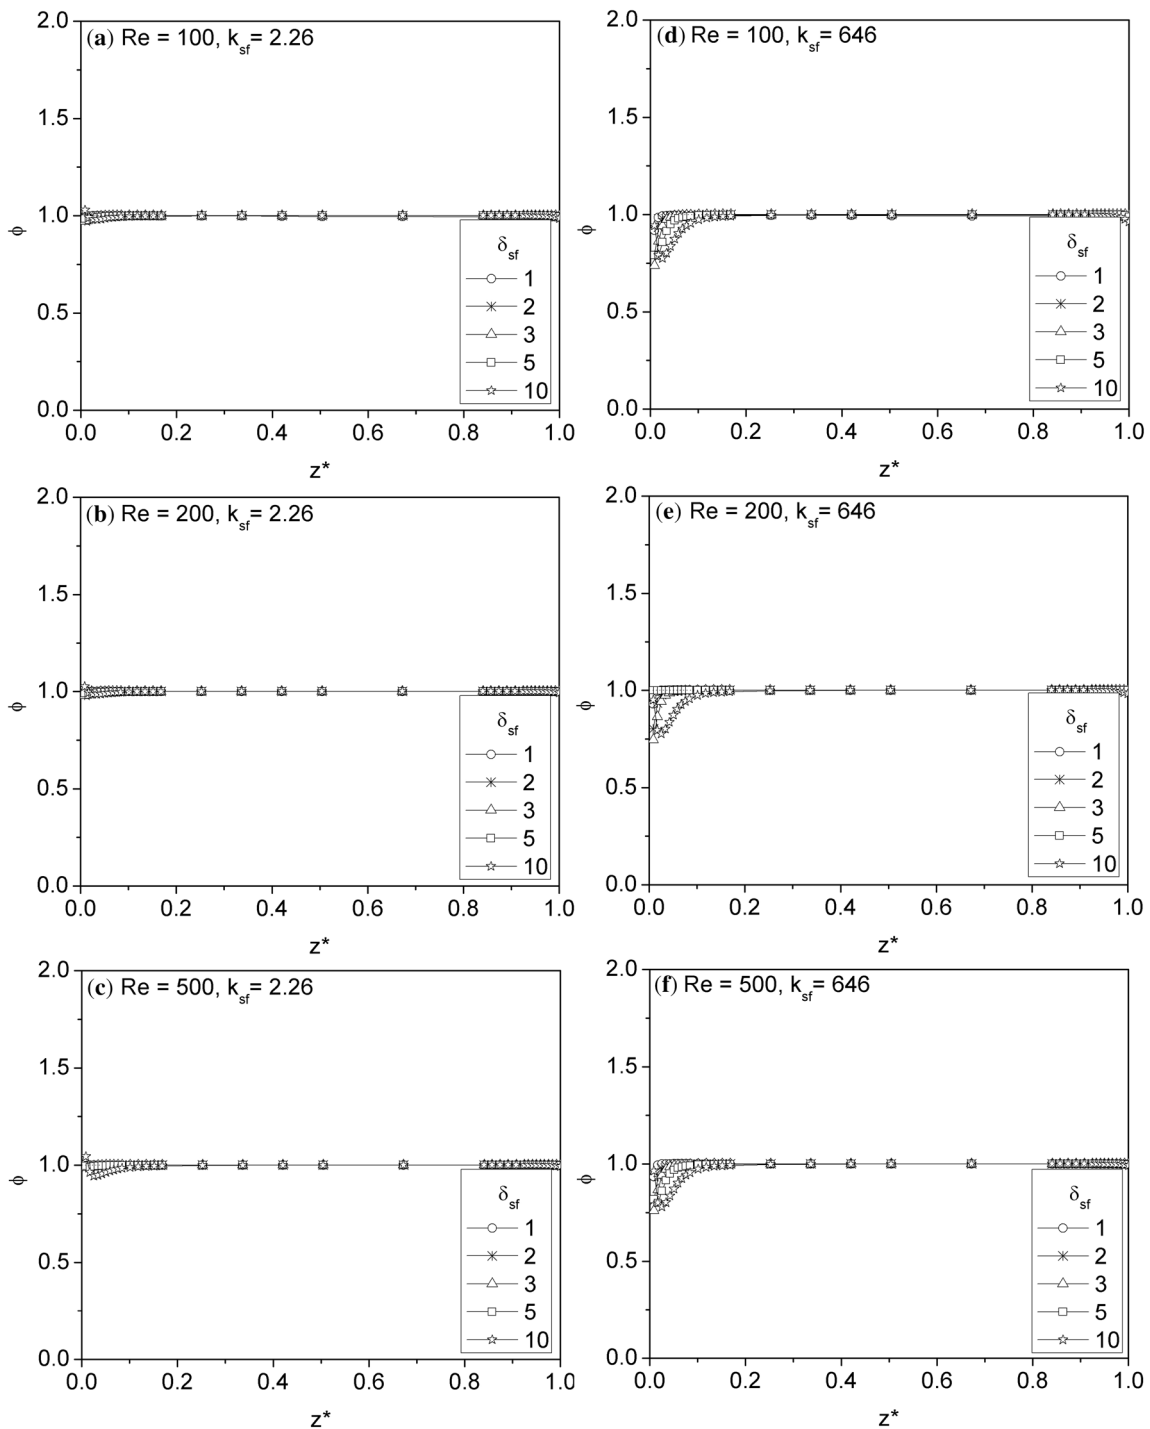 (a) Re = 100, k_sf = 2.26
2.0
1.5
1.0
0.5
0.0
ϕ
δ_sf
1
2
3
5
10
0.0 0.2 0.4 0.6 0.8 1.0
z*
(d) Re = 100, k_sf = 646
2.0
1.5
1.0
0.5
0.0
ϕ
δ_sf
1
2
3
5
10
0.0 0.2 0.4 0.6 0.8 1.0
z*
(b) Re = 200, k_sf = 2.26
2.0
1.5
1.0
0.5
0.0
ϕ
δ_sf
1
2
3
5
10
0.0 0.2 0.4 0.6 0.8 1.0
z*
(e) Re = 200, k_sf = 646
2.0
1.5
1.0
0.5
0.0
ϕ
δ_sf
1
2
3
5
10
0.0 0.2 0.4 0.6 0.8 1.0
z*
(c) Re = 500, k_sf = 2.26
2.0
1.5
1.0
0.5
0.0
ϕ
δ_sf
1
2
3
5
10
0.0 0.2 0.4 0.6 0.8 1.0
z*
(f) Re = 500, k_sf = 646
2.0
1.5
1.0
0.5
0.0
ϕ
δ_sf
1
2
3
5
10
0.0 0.2 0.4 0.6 0.8 1.0
z*